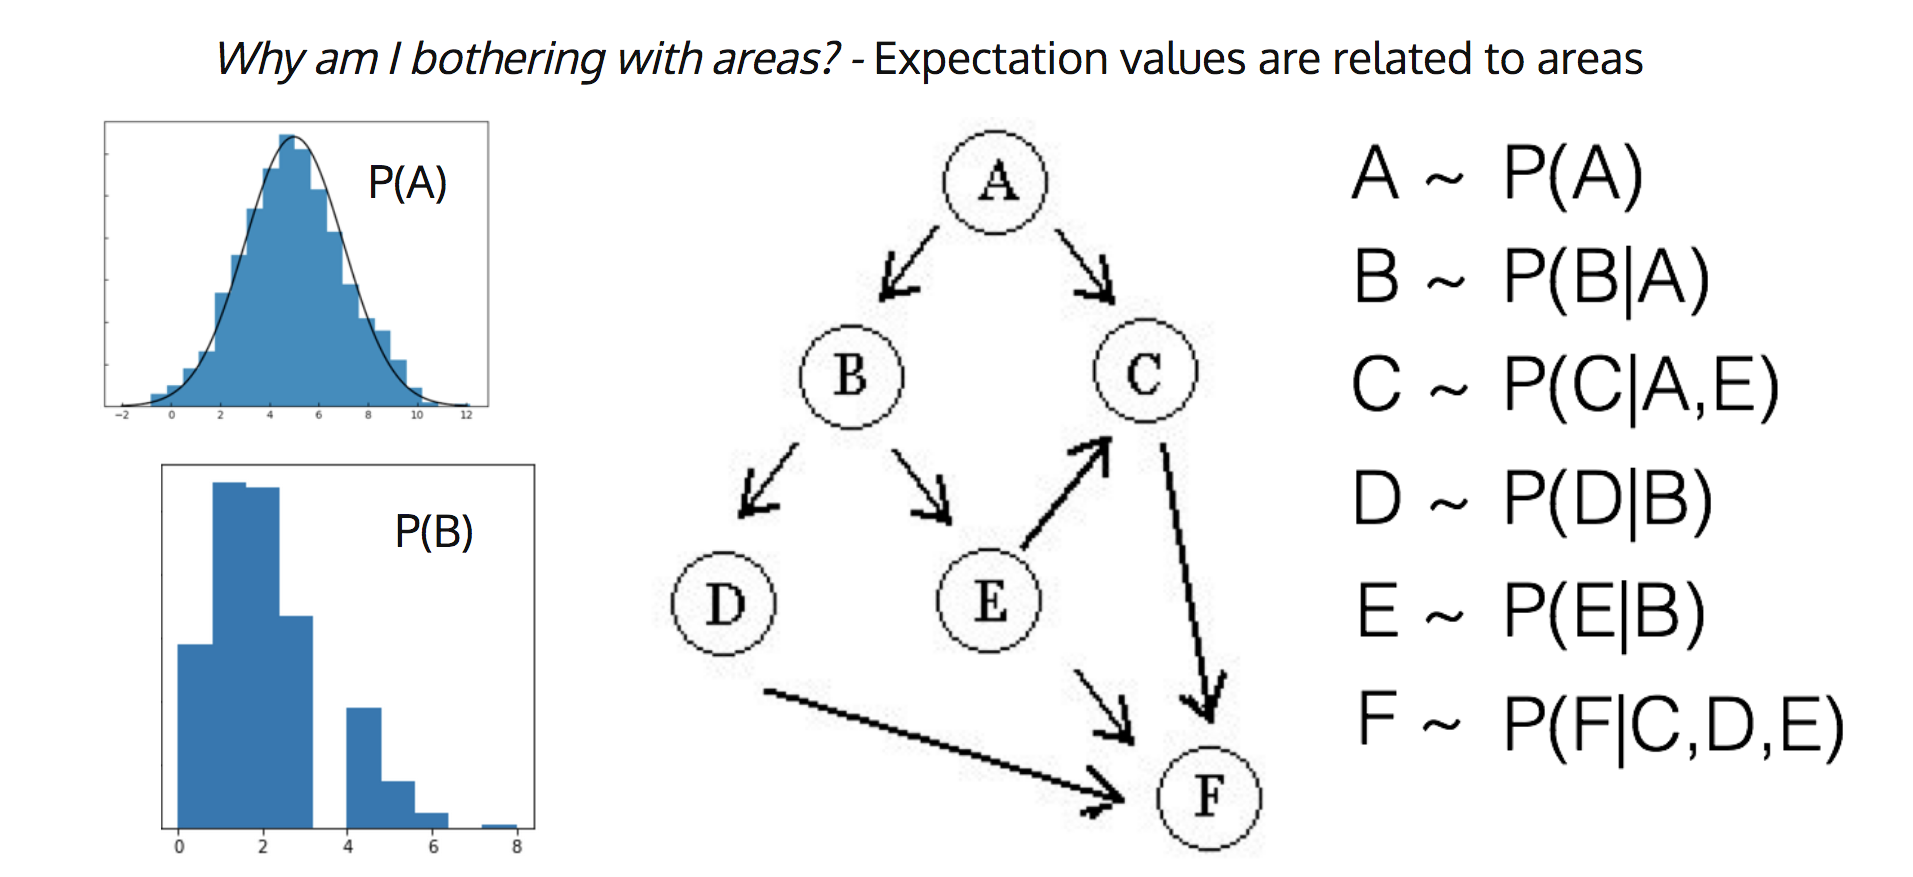 Why am I bothering with areas? - Expectation values are related to areas
P(A)
−2 0 2 4 6 8 10 12
P(B)
0 2 4 6 8
A
B
C
D
E
F
A ~ P(A)
B ~ P(B|A)
C ~ P(C|A,E)
D ~ P(D|B)
E ~ P(E|B)
F ~ P(F|C,D,E)